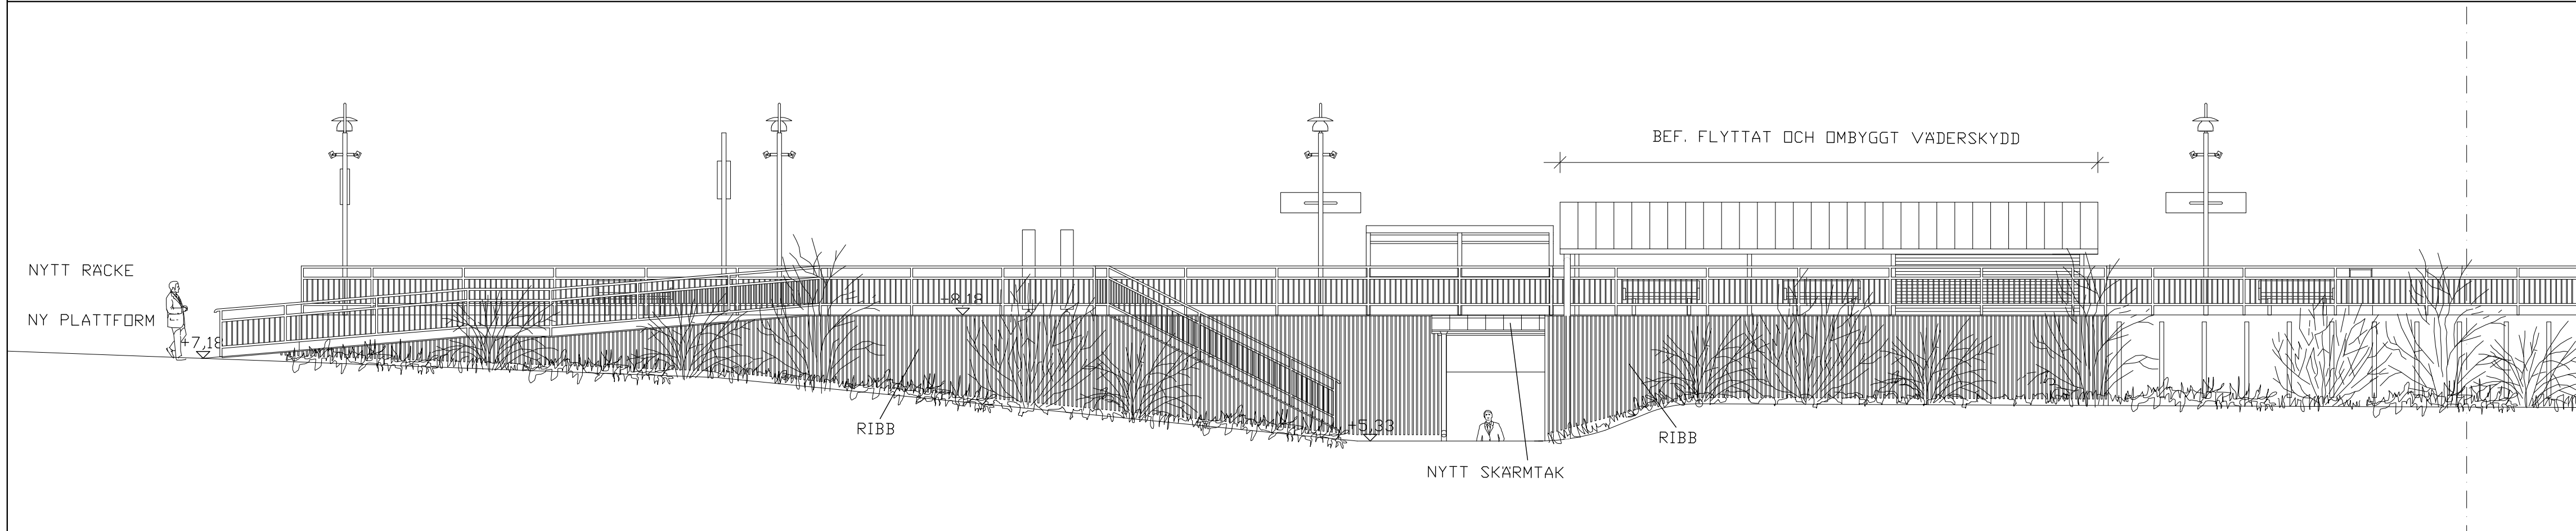 BEF. FLYTTAT OCH OMBYGGT VÄDERSKYDD
NYTT RÄCKE
+8,18
NY PLATTFORM
+7,18
+5,33
RIBB
RIBB
NYTT SKÄRMTAK